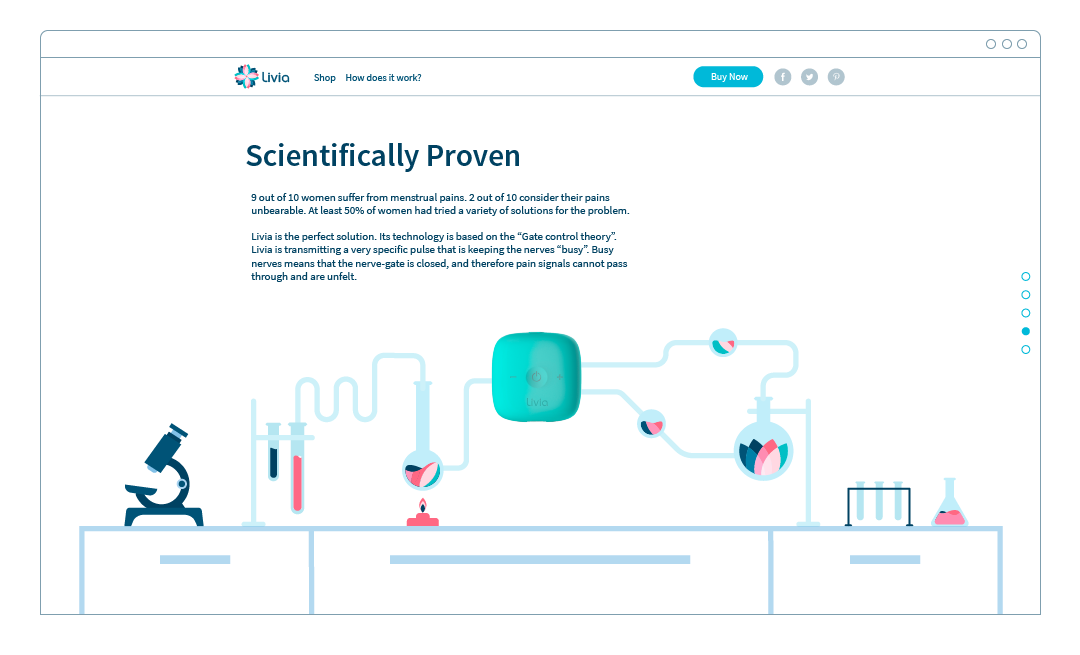 Livia
Shop How does it work?
Buy Now
Scientifically Proven
9 out of 10 women suffer from menstrual pains. 2 out of 10 consider their pains
unbearable. At least 50% of women had tried a variety of solutions for the problem.
Livia is the perfect solution. Its technology is based on the “Gate control theory”.
Livia is transmitting a very specific pulse that is keeping the nerves “busy”. Busy
nerves means that the nerve-gate is closed, and therefore pain signals cannot pass
through and are unfelt.
Livia